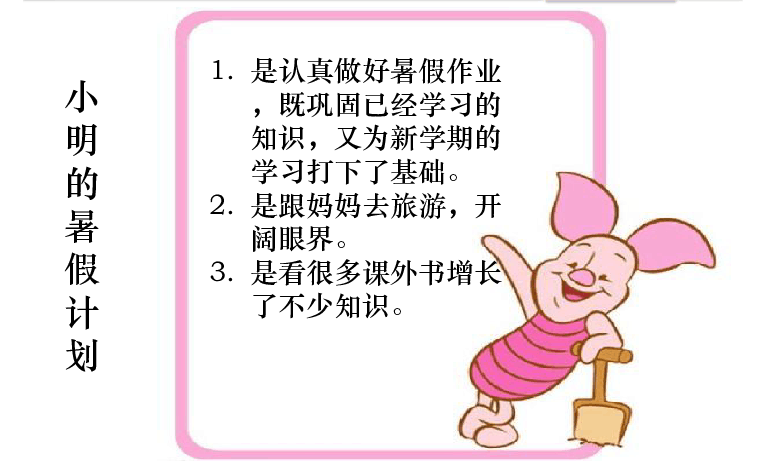 小明的暑假计划
1. 是认真做好暑假作业
，既巩固已经学习的
知识，又为新学期的
学习打下了基础。
2. 是跟妈妈去旅游，开
阔眼界。
3. 是看很多课外书增长
了不少知识。